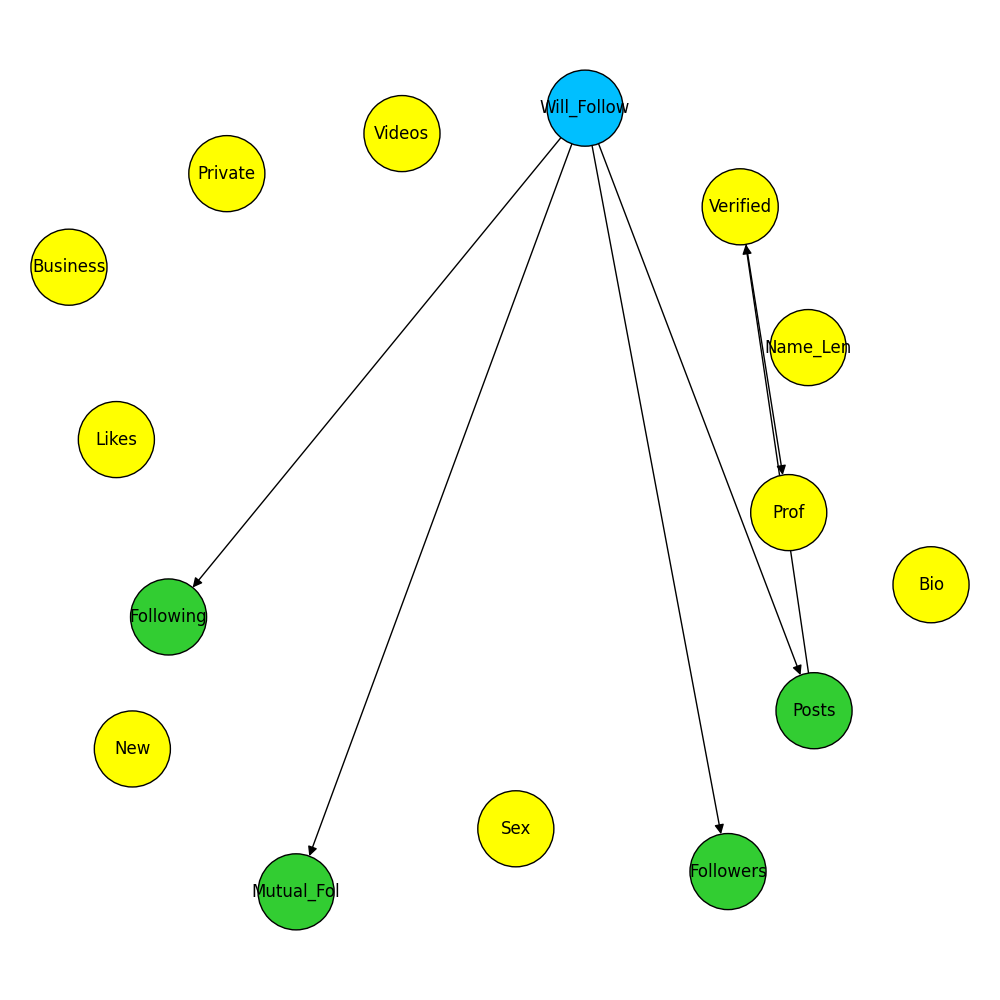 Will_Follow
Videos
Private
Verified
Business
Name_Len
Likes
Prof
Bio
Following
Posts
New
Sex
Followers
Mutual_Fol